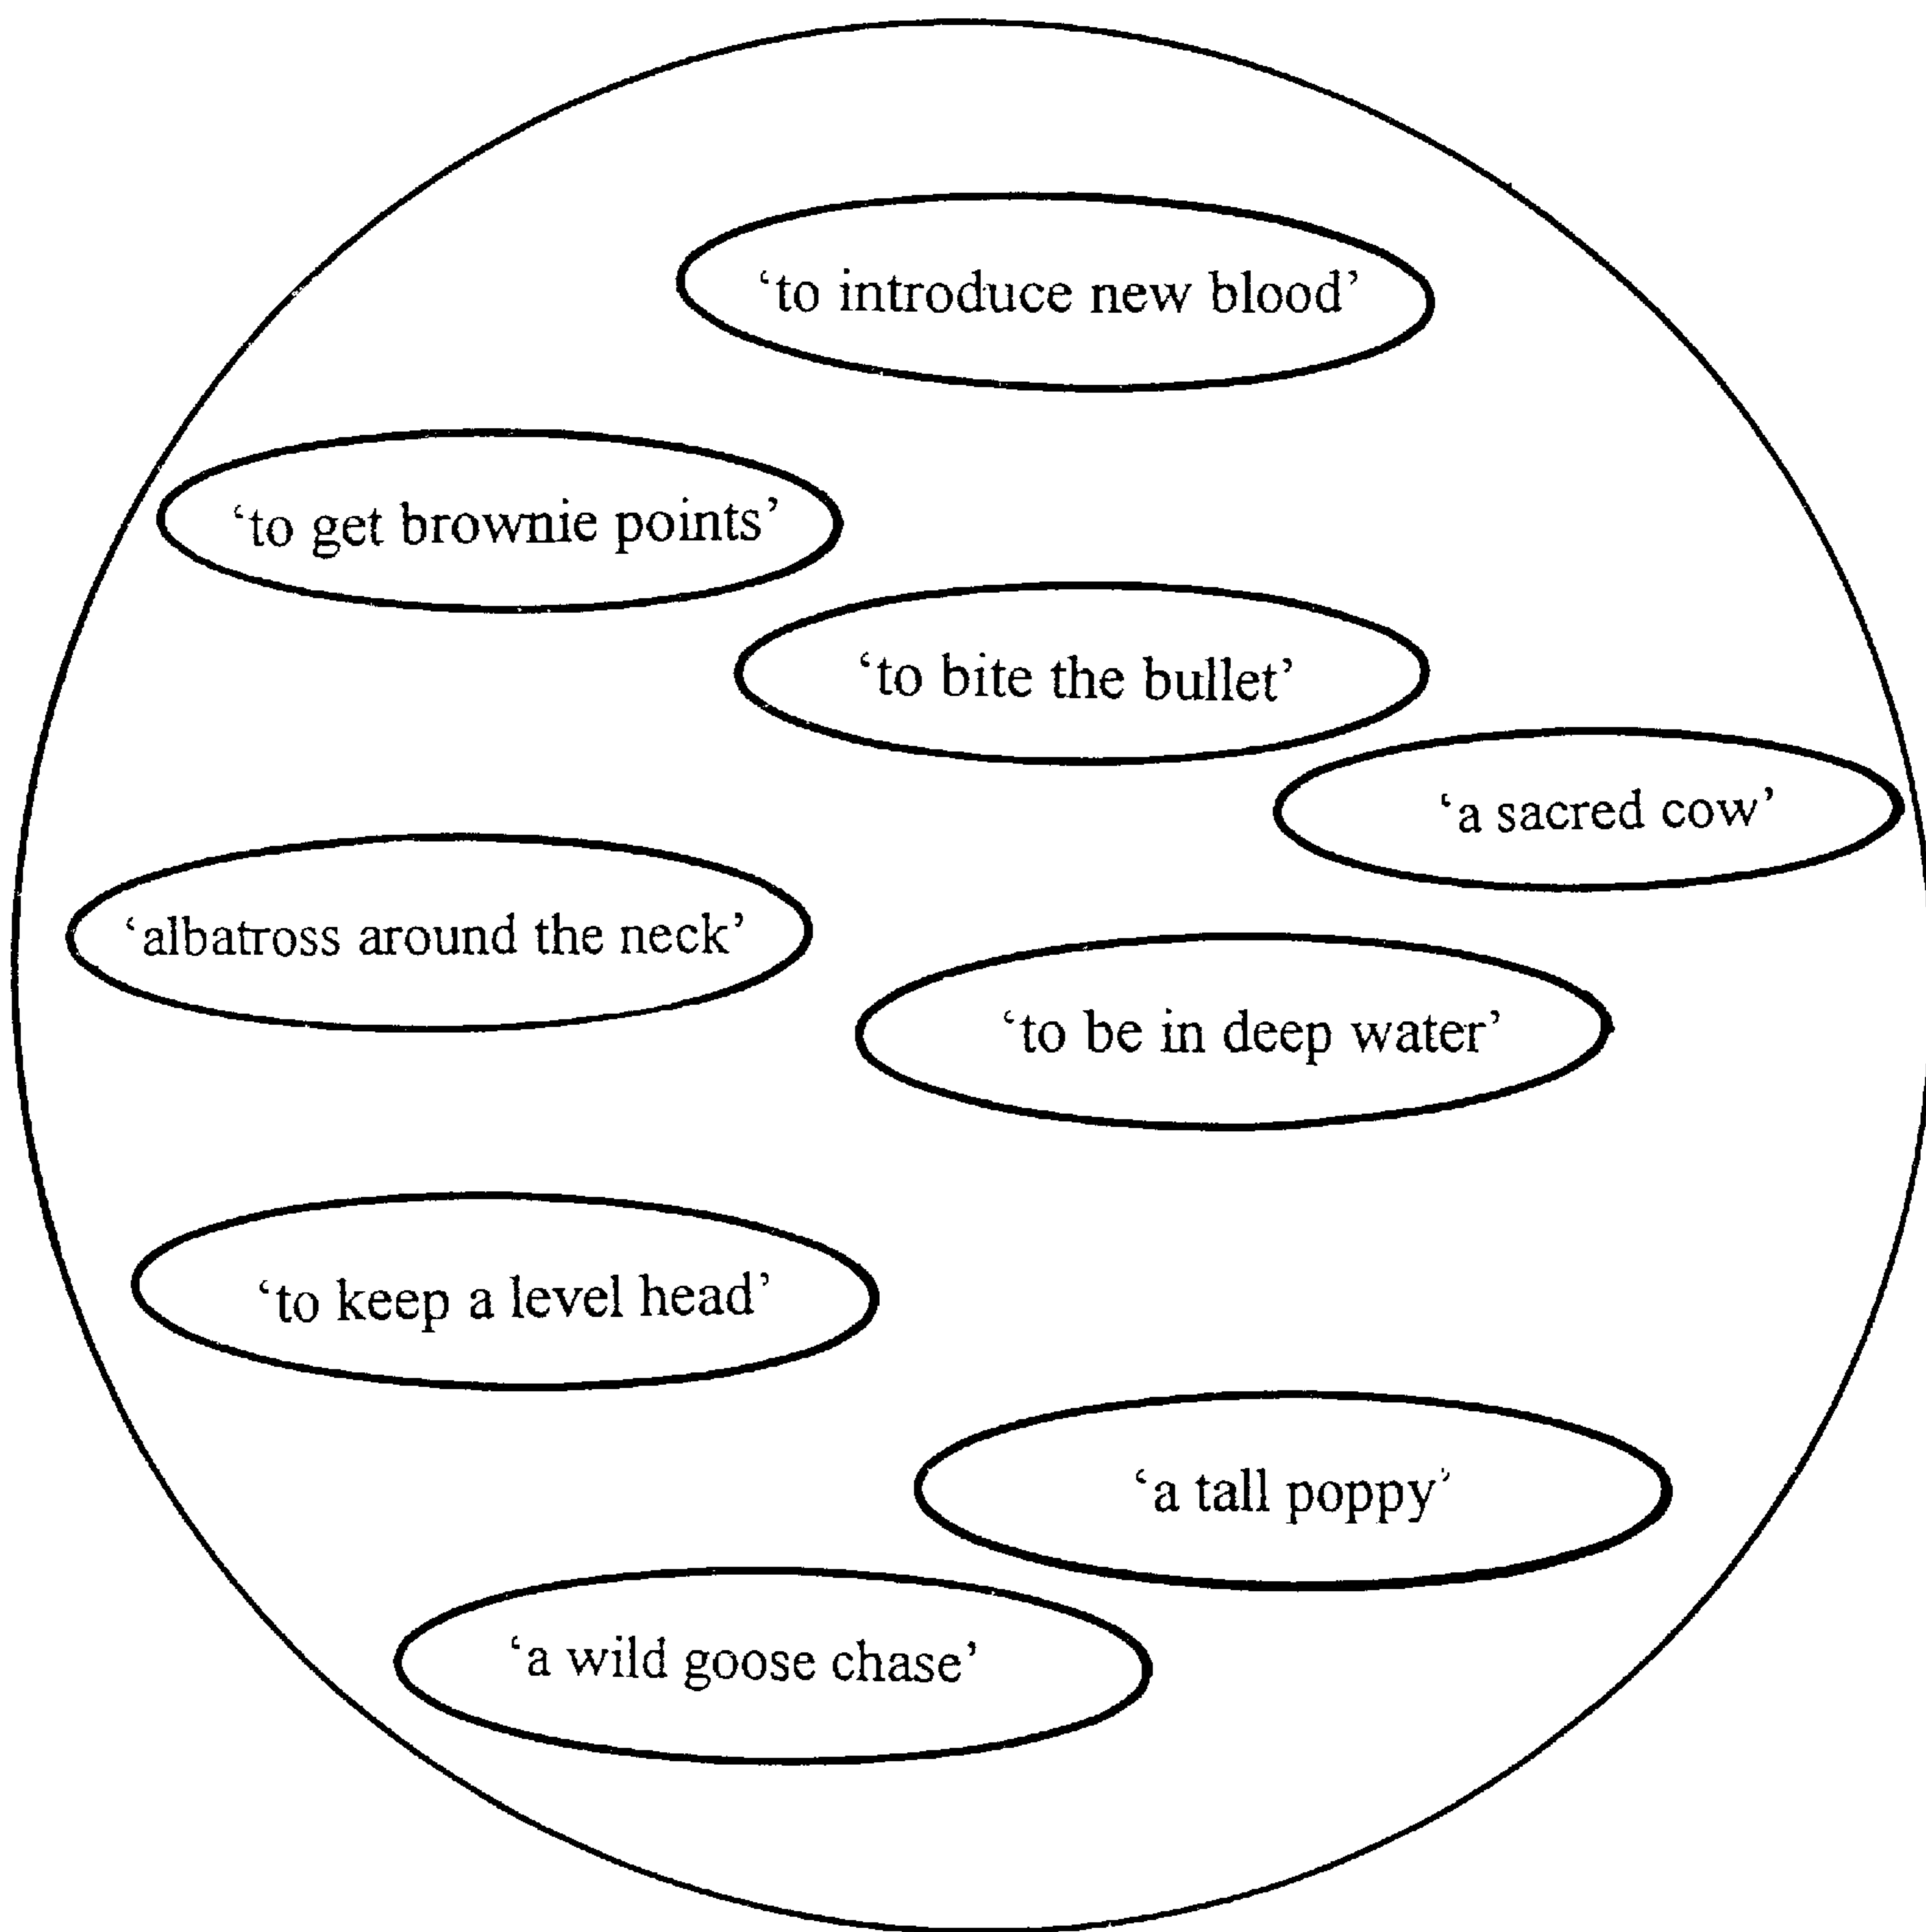 ‘to introduce new blood’
‘to get brownie points’
‘to bite the bullet’
‘a sacred cow’
‘albatross around the neck’
‘to be in deep water’
‘to keep a level head’
‘a tall poppy’
‘a wild goose chase’